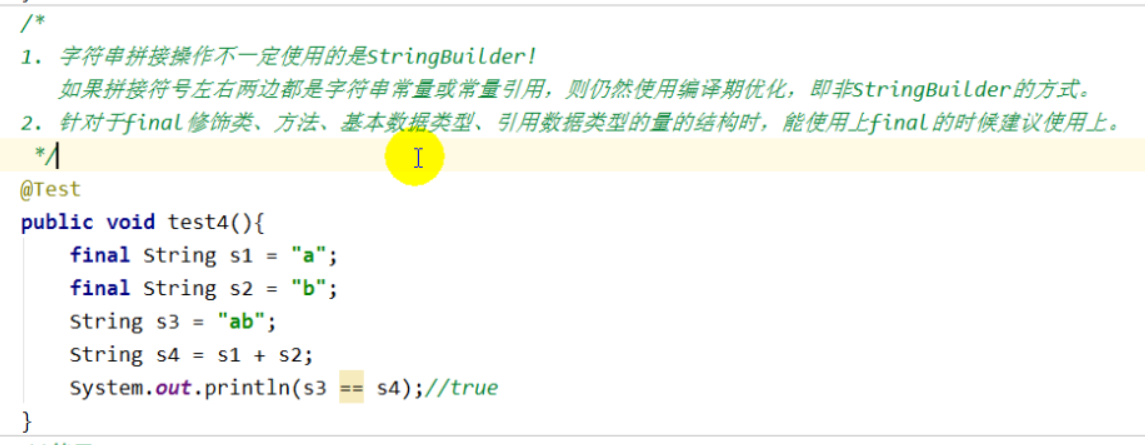 /*
1. 字符串拼接操作不一定使用的是StringBuilder!
如果拼接符号左右两边都是字符串常量或常量引用，则仍然使用编译期优化，即非StringBuilder的方式。
2. 针对于final修饰类、方法、基本数据类型、引用数据类型的量的结构时，能使用上final的时候建议使用上。
*/
@Test
public void test4(){
final String s1 = "a";
final String s2 = "b";
String s3 = "ab";
String s4 = s1 + s2;
System.out.println(s3 == s4);//true
}